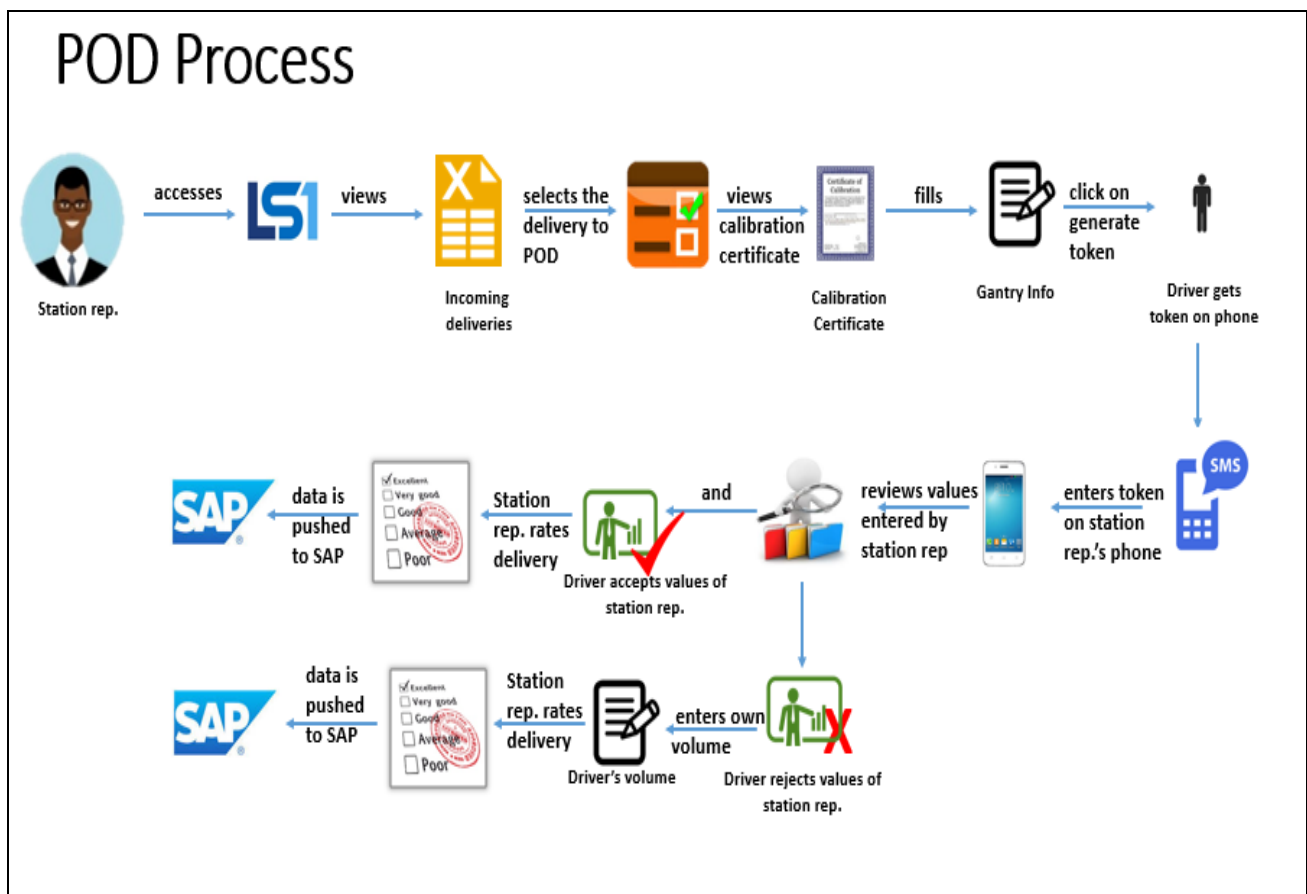 POD Process
accesses
LS1
views
X
selects the
delivery to
POD
views
calibration
certificate
Certificate of
Calibration
fills
click on
generate
token
Station rep.
Incoming
deliveries
Calibration
Certificate
Gantry Info
Driver gets
token on phone
SAP
®
data is
pushed
to SAP
Excellent
Very good
Good
Average
Poor
Station
rep. rates
delivery
and
reviews values
entered by
station rep
enters token
on station
rep.'s phone
SMS
Driver accepts values of
station rep.
SAP
®
data is
pushed
to SAP
Excellent
Very good
Good
Average
Poor
Station
rep. rates
delivery
enters own
volume
X
Driver's volume
Driver rejects values of
station rep.